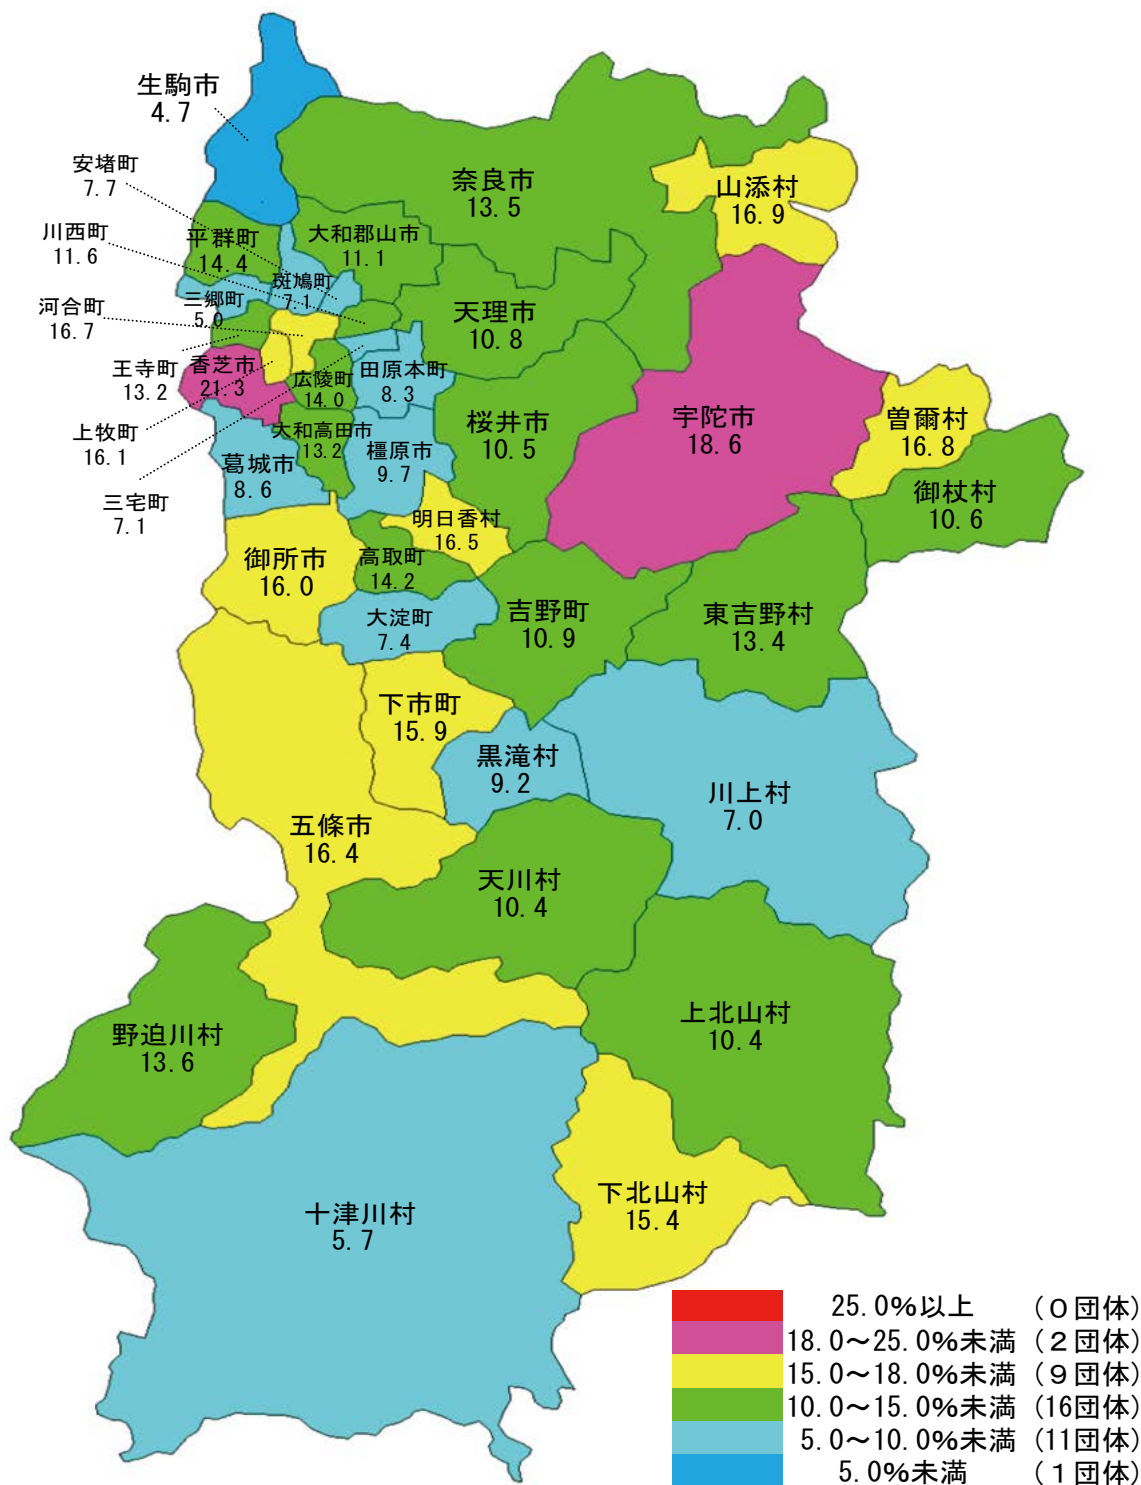 生駒市
4.7
安堵町
7.7
川西町
11.6
河合町
16.7
王寺町
13.2
上牧町
16.1
三宅町
7.1
奈良市
13.5
山添村
16.9
平群町
14.4
大和郡山市
11.1
斑鳩町
7.1
三郷町
5.0
天理市
10.8
香芝市
21.3
広陵町
14.0
田原本町
8.3
大和高田市
13.2
橿原市
9.7
桜井市
10.5
宇陀市
18.6
曽爾村
16.8
御杖村
10.6
葛城市
8.6
明日香村
16.5
御所市
16.0
高取町
14.2
大淀町
7.4
吉野町
10.9
東吉野村
13.4
下市町
15.9
黒滝村
9.2
川上村
7.0
五條市
16.4
天川村
10.4
上北山村
10.4
野迫川村
13.6
十津川村
5.7
下北山村
15.4
25.0%以上 (０団体)
18.0～25.0%未満 (２団体)
15.0～18.0%未満 (９団体)
10.0～15.0%未満 (16団体)
5.0～10.0%未満 (11団体)
5.0%未満 (１団体)